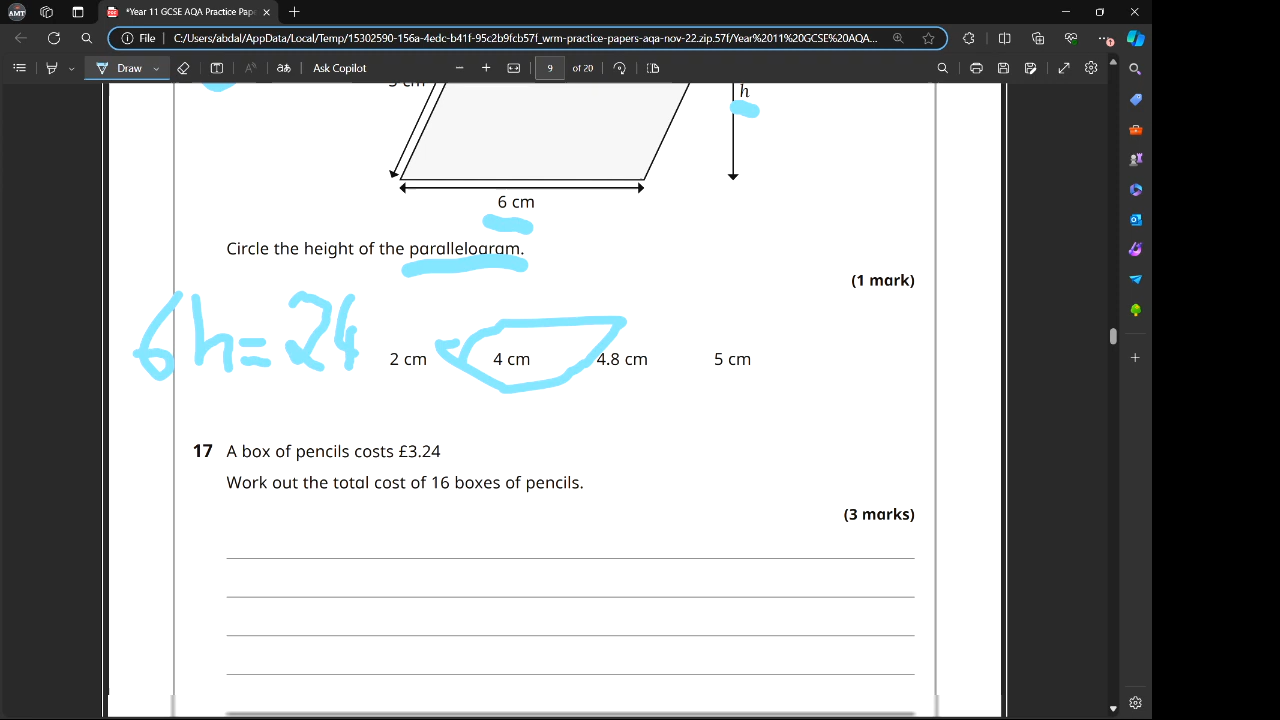 AMT
*Year 11 GCSE AQA Practice Pape
File
C:/Users/abdal/AppData/Local/Temp/15302590-156a-4edc-b41f-95c2b9fcb57f_wrm-practice-papers-aqa-nov-22.zip.57f/Year%2011%20GCSE%20AQA...
Draw
Ask Copilot
9
of 20
h
6 cm
Circle the height of the parallelogram.
(1 mark)
6h=24
2 cm
4 cm
4.8 cm
5 cm
17 A box of pencils costs £3.24
Work out the total cost of 16 boxes of pencils.
(3 marks)